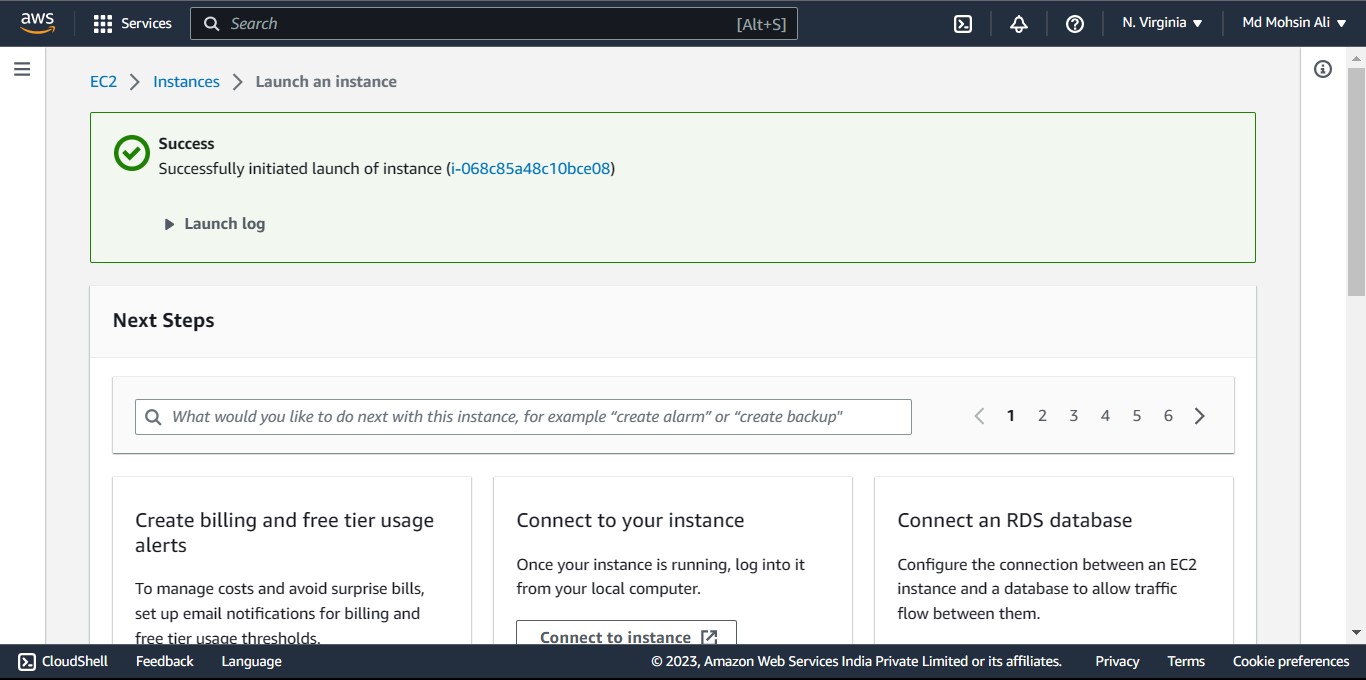 aws Services Search [Alt+S] N. Virginia Md Mohsin Ali
EC2 Instances Launch an instance
Success
Successfully initiated launch of instance (i-068c85a48c10bce08)
Launch log
Next Steps
What would you like to do next with this instance, for example “create alarm” or “create backup"
1 2 3 4 5 6
Create billing and free tier usage
alerts
To manage costs and avoid surprise bills,
set up email notifications for billing and
free tier usage thresholds.
Connect to your instance
Once your instance is running, log into it
from your local computer.
Connect to instance
Connect an RDS database
Configure the connection between an EC2
instance and a database to allow traffic
flow between them.
CloudShell Feedback Language © 2023, Amazon Web Services India Private Limited or its affiliates. Privacy Terms Cookie preferences